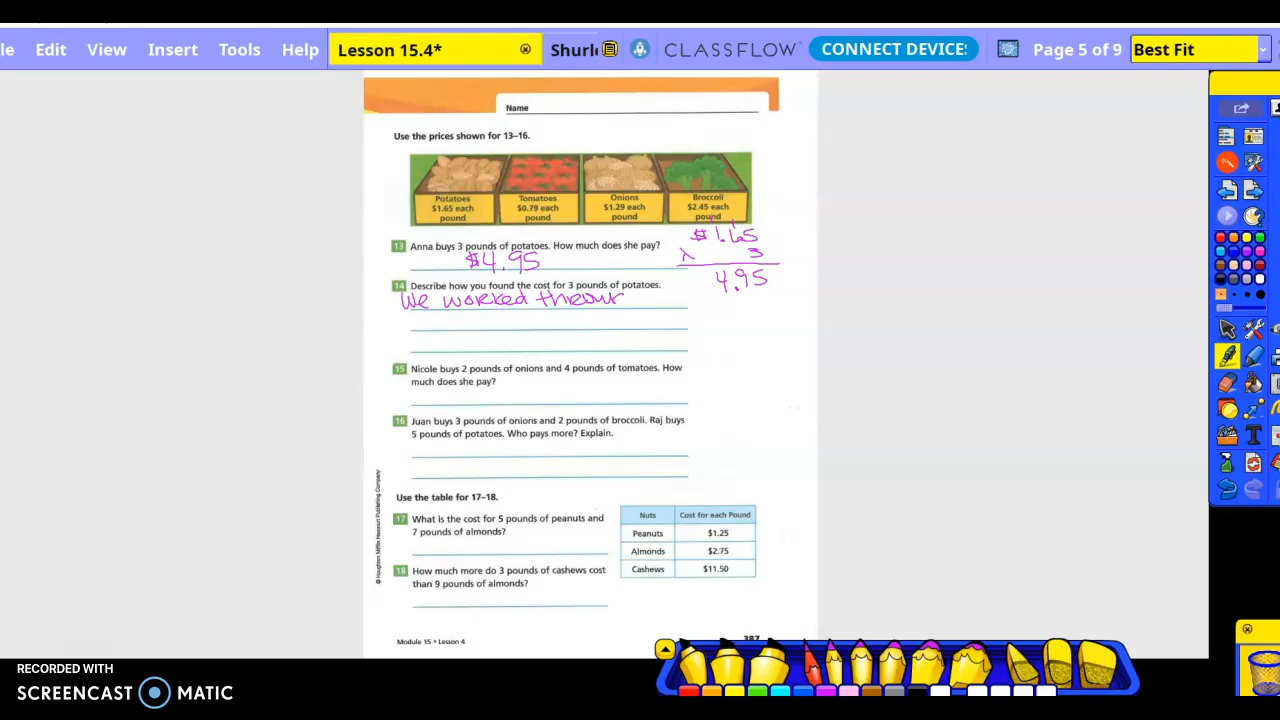 le Edit View Insert Tools Help Lesson 15.4* Shurl CLASSFLOW CONNECT DEVICE Page 5 of 9 Best Fit
Name
Use the prices shown for 13–16.
Potatoes $1.65 each pound
Tomatoes $0.79 each pound
Onions $1.29 each pound
Broccoli $2.45 each pound
13 Anna buys 3 pounds of potatoes. How much does she pay?
$4.95
$1.65
x 3
4.95
14 Describe how you found the cost for 3 pounds of potatoes.
We worked throur
15 Nicole buys 2 pounds of onions and 4 pounds of tomatoes. How
much does she pay?
16 Juan buys 3 pounds of onions and 2 pounds of broccoli. Raj buys
5 pounds of potatoes. Who pays more? Explain.
Use the table for 17–18.
17 What is the cost for 5 pounds of peanuts and
7 pounds of almonds?
18 How much more do 3 pounds of cashews cost
than 9 pounds of almonds?
Nuts Cost for each Pound
Peanuts $1.25
Almonds $2.75
Cashews $11.50
© Houghton Mifflin Harcourt Publishing Company
Module 15 • Lesson 4
387
RECORDED WITH
SCREENCAST MATIC